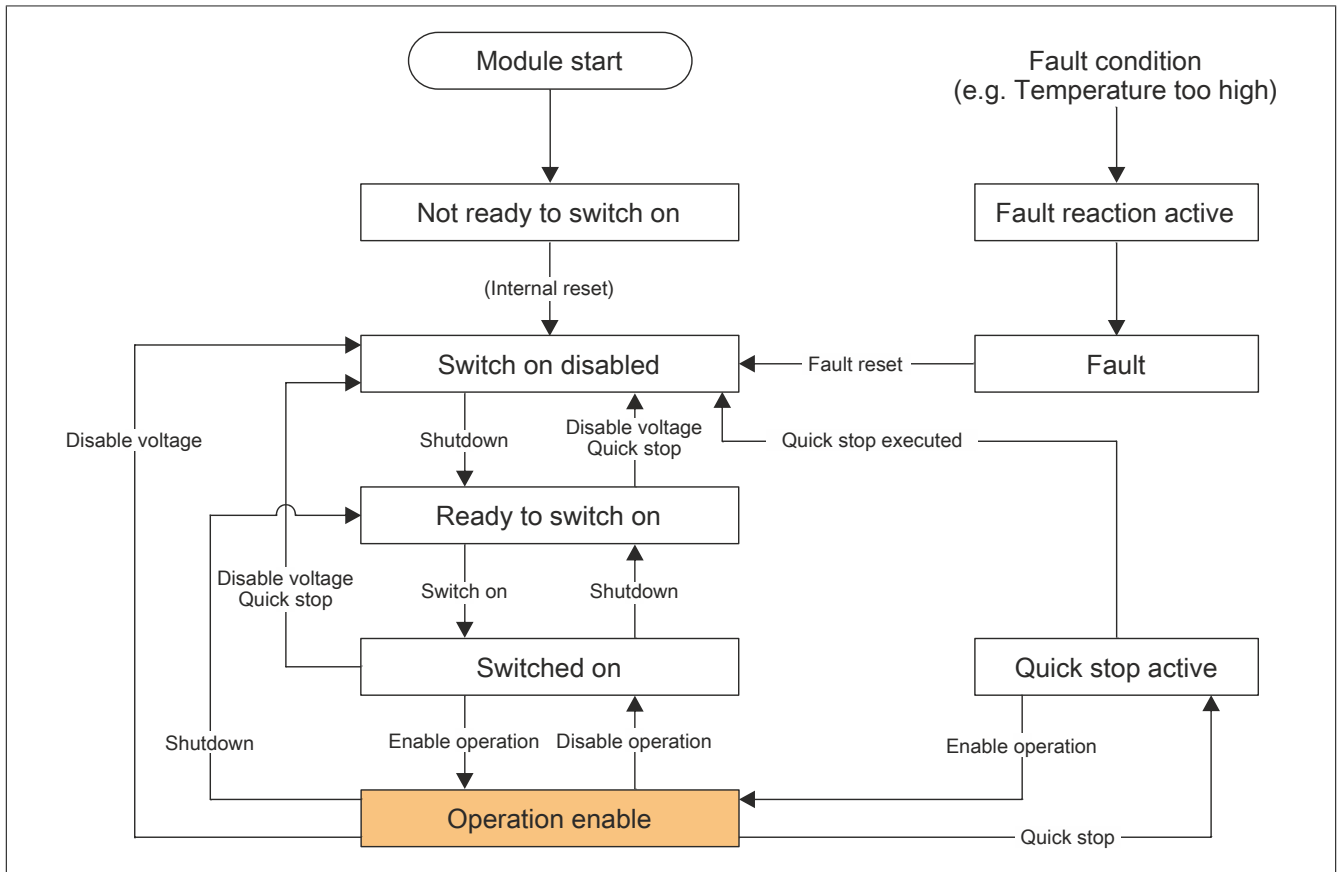 Module start
Fault condition
(e.g. Temperature too high)
Not ready to switch on
Fault reaction active
(Internal reset)
Switch on disabled
Fault reset
Fault
Disable voltage
Shutdown
Disable voltage
Quick stop
Quick stop executed
Ready to switch on
Disable voltage
Quick stop
Switch on
Shutdown
Switched on
Quick stop active
Shutdown
Enable operation
Disable operation
Enable operation
Operation enable
Quick stop